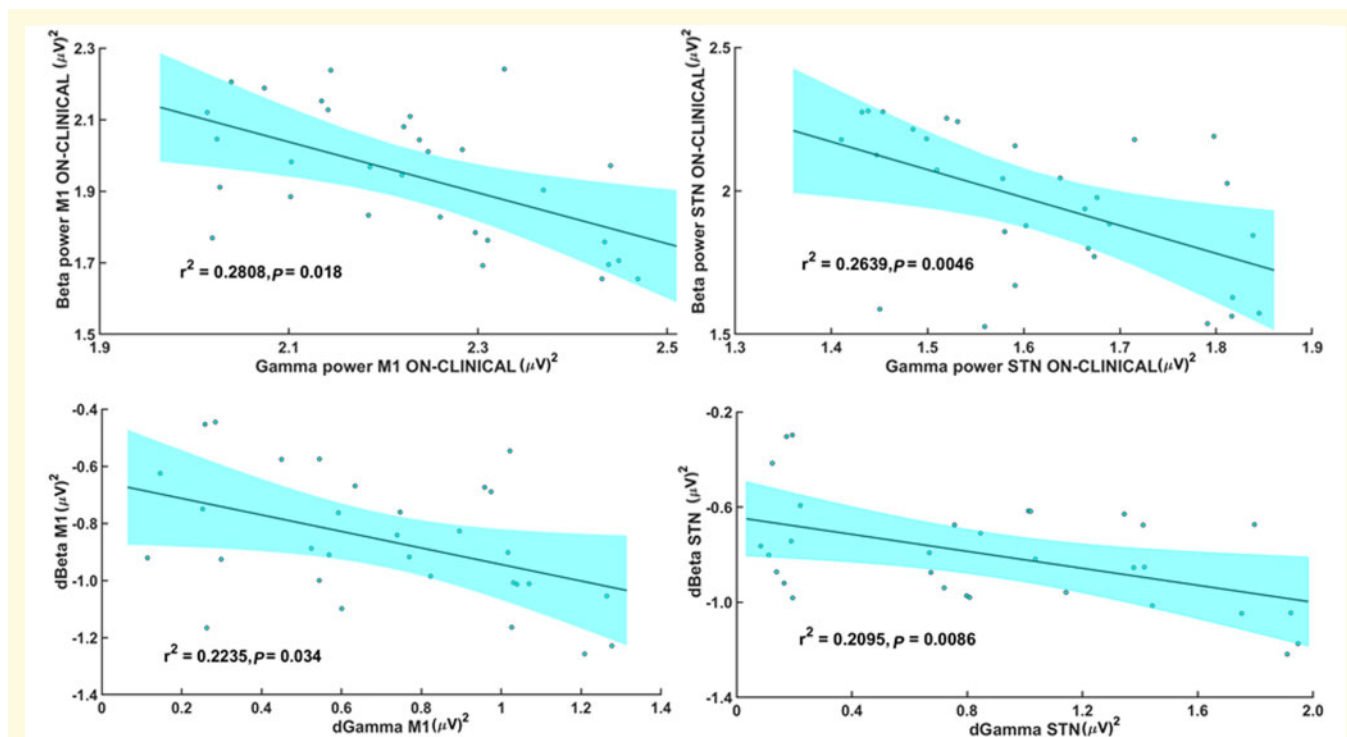 Beta power M1 ON-CLINICAL (μV)²
2.3
2.1
1.9
1.7
1.5
r² = 0.2808, P = 0.018
1.9 2.1 2.3 2.5
Gamma power M1 ON-CLINICAL (μV)²
Beta power STN ON-CLINICAL (μV)²
2.5
2
1.5
r² = 0.2639, P = 0.0046
1.3 1.4 1.5 1.6 1.7 1.8 1.9
Gamma power STN ON-CLINICAL(μV)²
dBeta M1 (μV)²
-0.4
-0.6
-0.8
-1.0
-1.2
-1.4
r² = 0.2235, P = 0.034
0 0.2 0.4 0.6 0.8 1.0 1.2 1.4
dGamma M1(μV)²
dBeta STN (μV)²
-0.2
-0.6
-1.0
-1.4
r² = 0.2095, P = 0.0086
0 0.4 0.8 1.2 1.6 2.0
dGamma STN(μV)²